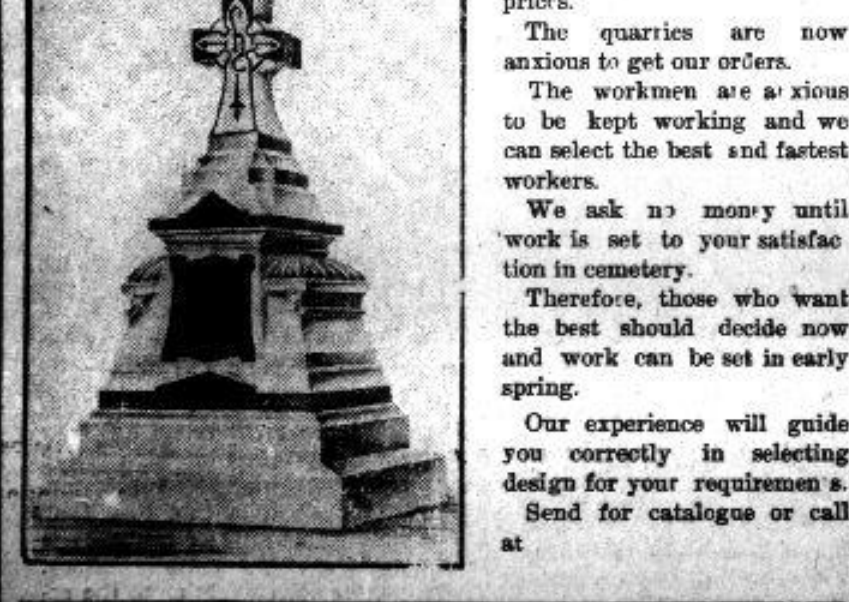 prices.
The quarries are now
anxious to get our orders.
The workmen are anxious
to be kept working and we
can select the best and fastest
workers.
We ask no money until
work is set to your satisfac
tion in cemetery.
Therefore, those who want
the best should decide now
and work can be set in early
spring.
Our experience will guide
you correctly in selecting
design for your requiremen s.
Send for catalogue or call
at